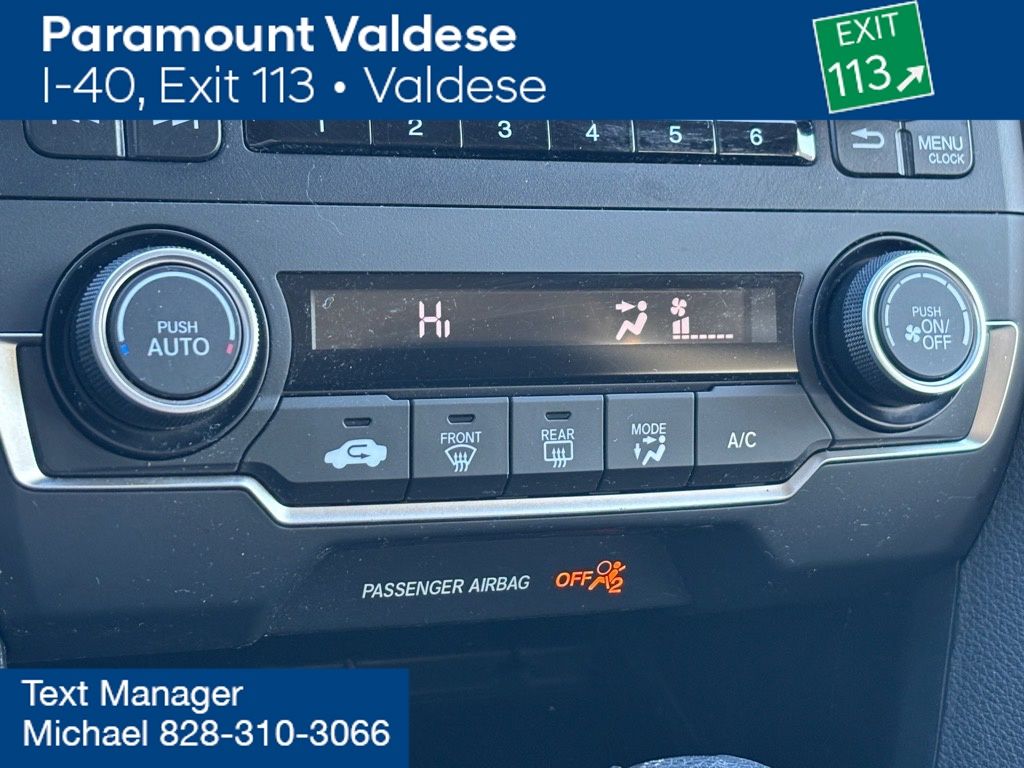 Paramount Valdese
I-40, Exit 113 • Valdese
EXIT
113
1 2 3 4 5 6
MENU
CLOCK
PUSH
AUTO
Hi
PUSH
ON/
OFF
FRONT
REAR
MODE
A/C
PASSENGER AIRBAG OFF 2
Text Manager
Michael 828-310-3066